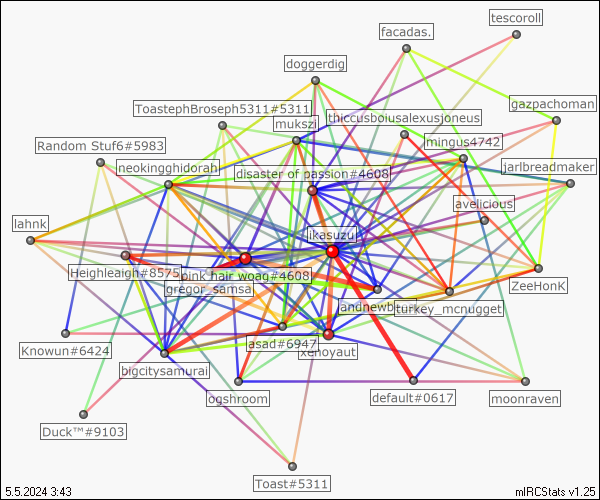 tescoroll
facadas.
doggerdig
gazpachoman
ToastephBroseph5311#5311
thiccusboiusalexusjoneus
mukszi
mingus4742
Random Stuf6#5983
neokingghidorah
jarlbreadmaker
disaster of passion#4608
avelicious
lahnk
ikasuzu
Heighleaigh#8575
pink hair woag#4608
ZeeHonK
gregor_samsa
turkey_mcnugget
asad#6947
xenoyaut
Knowun#6424
bigcitysamurai
ogshroom
default#0617
moonraven
Duck™#9103
Toast#5311
5.5.2024 3:43
mIRCStats v1.25